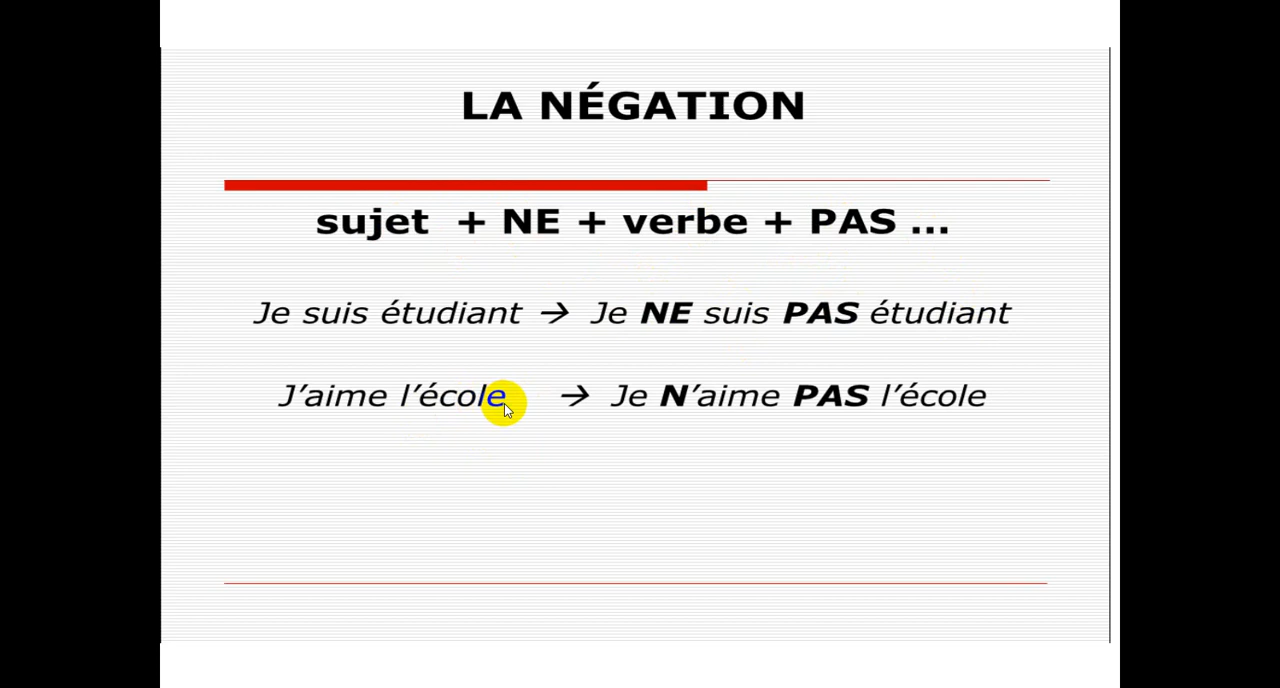 LA NÉGATION
sujet + NE + verbe + PAS ...
Je suis étudiant → Je NE suis PAS étudiant
J’aime l’école → Je N’aime PAS l’école